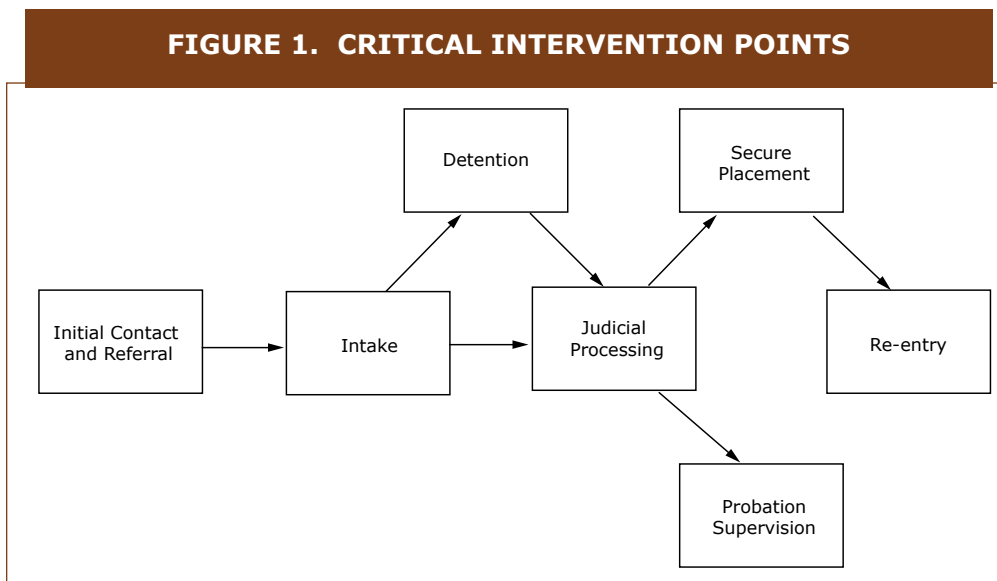 FIGURE 1. CRITICAL INTERVENTION POINTS
Detention
Secure
Placement
Initial Contact
and Referral
Intake
Judicial
Processing
Re-entry
Probation
Supervision